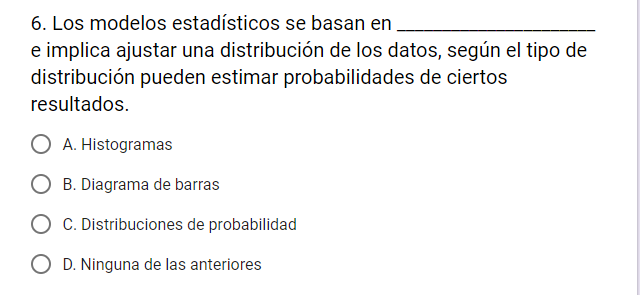 6. Los modelos estadísticos se basan en ______________________
e implica ajustar una distribución de los datos, según el tipo de
distribución pueden estimar probabilidades de ciertos
resultados.
A. Histogramas
B. Diagrama de barras
C. Distribuciones de probabilidad
D. Ninguna de las anteriores